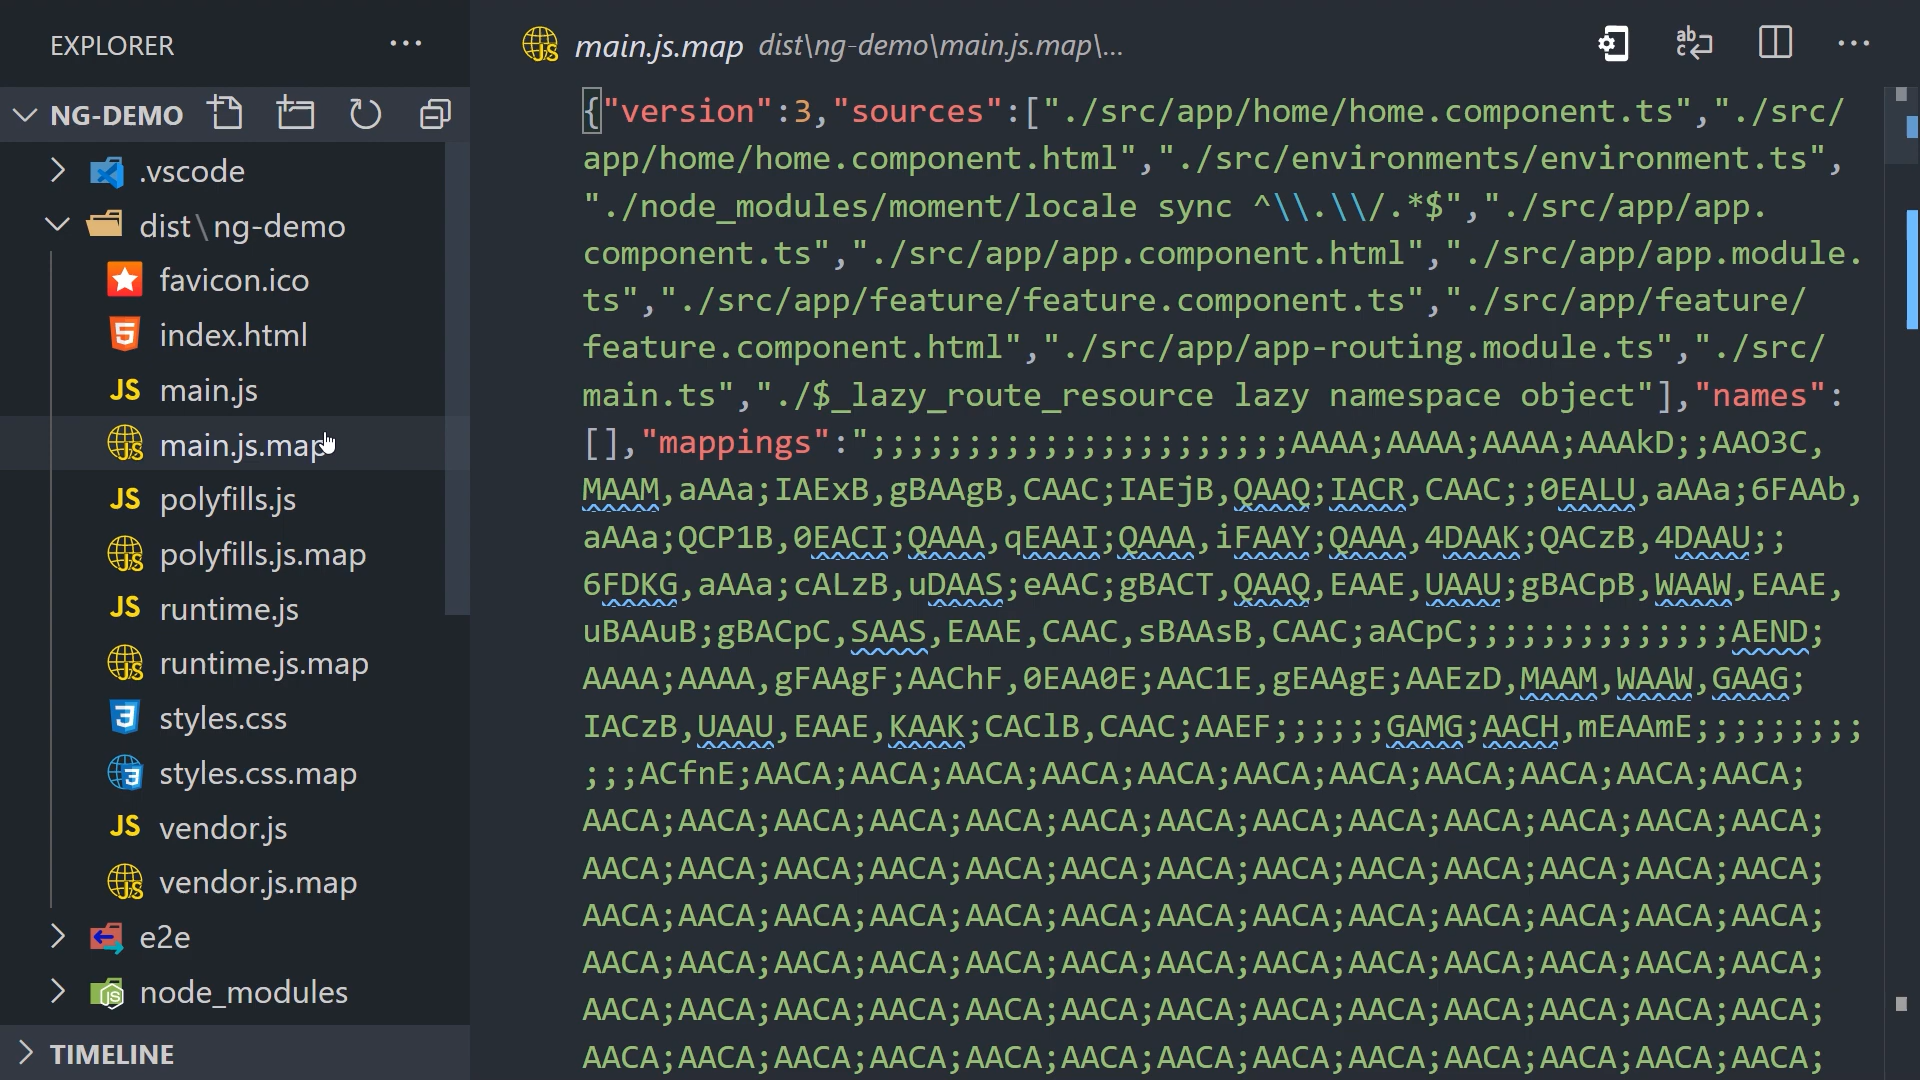 EXPLORER
NG-DEMO
.vscode
dist\ng-demo
favicon.ico
index.html
JS main.js
main.js.map
JS polyfills.js
polyfills.js.map
JS runtime.js
runtime.js.map
styles.css
styles.css.map
JS vendor.js
vendor.js.map
e2e
node_modules
TIMELINE
main.js.map dist\ng-demo\main.js.map\...
{"version":3,"sources":["./src/app/home/home.component.ts","./src/
app/home/home.component.html","./src/environments/environment.ts",
"./node_modules/moment/locale sync ^\\.\\/.*$","./src/app/app.
component.ts","./src/app/app.component.html","./src/app/app.module.
ts","./src/app/feature/feature.component.ts","./src/app/feature/
feature.component.html","./src/app/app-routing.module.ts","./src/
main.ts","./$_lazy_route_resource lazy namespace object"],"names":
[],"mappings":";;;;;;;;;;;;;;;;;;;;;;AAAA;AAAA;AAAA;AAAkD;;AAAO3C,
MAAM,aAAa;IAAExB,gBAAgB,CAAC;IAEjB,QAAQ;IACR,CAAC;;0EALU,aAAa;6FAAb,
aAAa;QCP1B,0EACI;QAAA,qEAAI;QAAA,iFAAY;QAAA,4DAAK;QACzB,4DAAU;;
6FDKG,aAAa;cALzB,uDAAS;eAAC;gBACT,QAAQ,EAAE,UAAU;gBACpB,WAAW,EAAE,
uBAAuB;gBACpC,SAAS,EAAE,CAAC,sBAAsB,CAAC;aACpC;;;;;;;;;;;;;;AEND;
AAAA;AAAA,gFAAgF;AAChF,0EAA0E;AAC1E,gEAAgE;AAEzD,MAAM,WAAW,GAAG;
IACzB,UAAU,EAAE,KAAK;CAClB,CAAC;AAEF;;;;;;GAMG;AACH,mEAAmE;;;;;;;;;
;;;ACfnE;AACA;AACA;AACA;AACA;AACA;AACA;AACA;AACA;AACA;AACA;AACA;
AACA;AACA;AACA;AACA;AACA;AACA;AACA;AACA;AACA;AACA;AACA;AACA;AACA;
AACA;AACA;AACA;AACA;AACA;AACA;AACA;AACA;AACA;AACA;AACA;AACA;AACA;
AACA;AACA;AACA;AACA;AACA;AACA;AACA;AACA;AACA;AACA;AACA;AACA;AACA;
AACA;AACA;AACA;AACA;AACA;AACA;AACA;AACA;AACA;AACA;AACA;AACA;AACA;
AACA;AACA;AACA;AACA;AACA;AACA;AACA;AACA;AACA;AACA;AACA;AACA;AACA;
AACA;AACA;AACA;AACA;AACA;AACA;AACA;AACA;AACA;AACA;AACA;AACA;AACA;